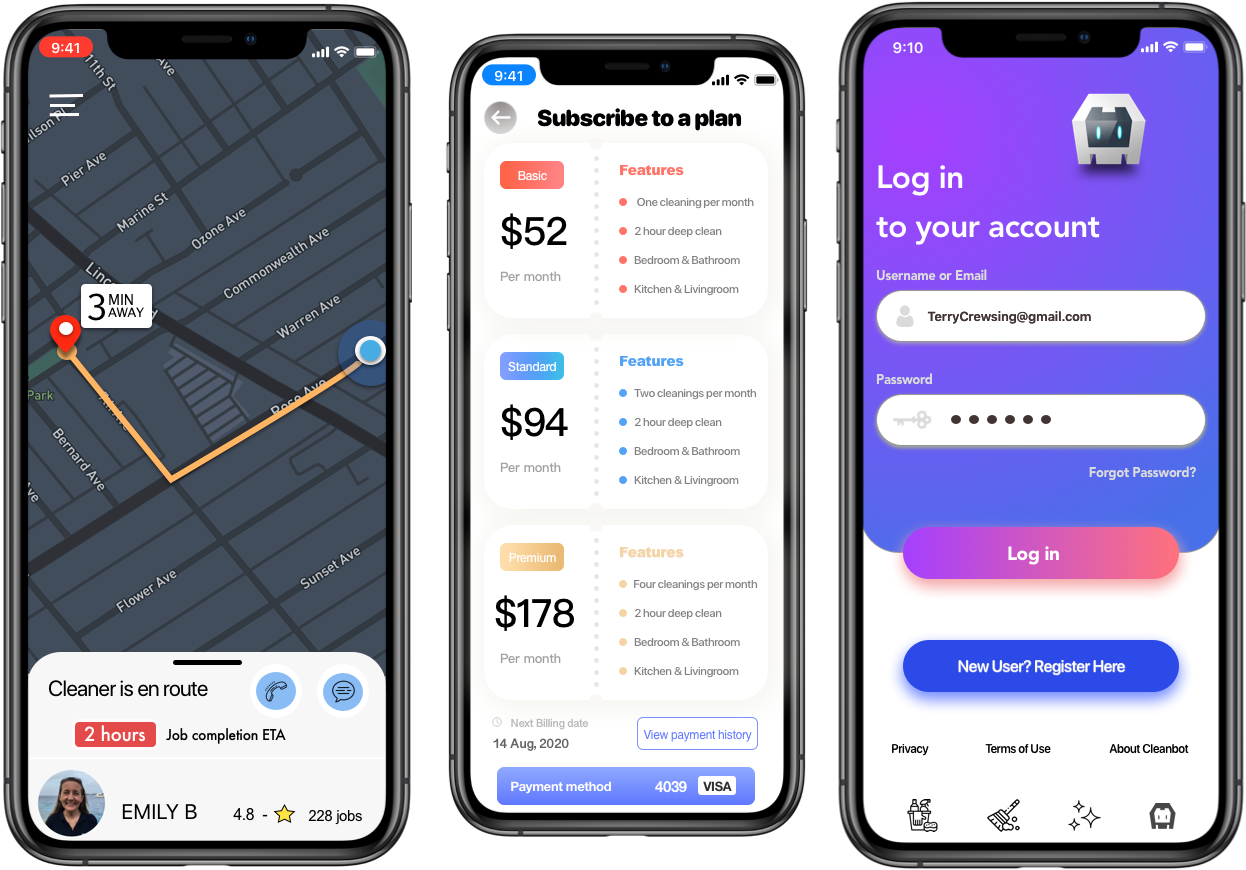 9:41
11th St
Ave
ilson Pl
Pier Ave
Marine St
Ozone Ave
Commonwealth Ave
Linc
y
3 MIN
AWAY
Warren Ave
Park
Rose Ave
Bernard Ave
Flower Ave
Sunset Ave
Cleaner is en route
2 hours Job completion ETA
EMILY B 4.8 - 228 jobs
9:41
Subscribe to a plan
Basic
$52
Per month
Features
One cleaning per month
2 hour deep clean
Bedroom & Bathroom
Kitchen & Livingroom
Standard
$94
Per month
Features
Two cleanings per month
2 hour deep clean
Bedroom & Bathroom
Kitchen & Livingroom
Premium
$178
Per month
Features
Four cleanings per month
2 hour deep clean
Bedroom & Bathroom
Kitchen & Livingroom
Next Billing date
14 Aug, 2020
View payment history
Payment method 4039 VISA
9:10
Log in
to your account
Username or Email
TerryCrewsing@gmail.com
Password
Forgot Password?
Log in
New User? Register Here
Privacy Terms of Use About Cleanbot